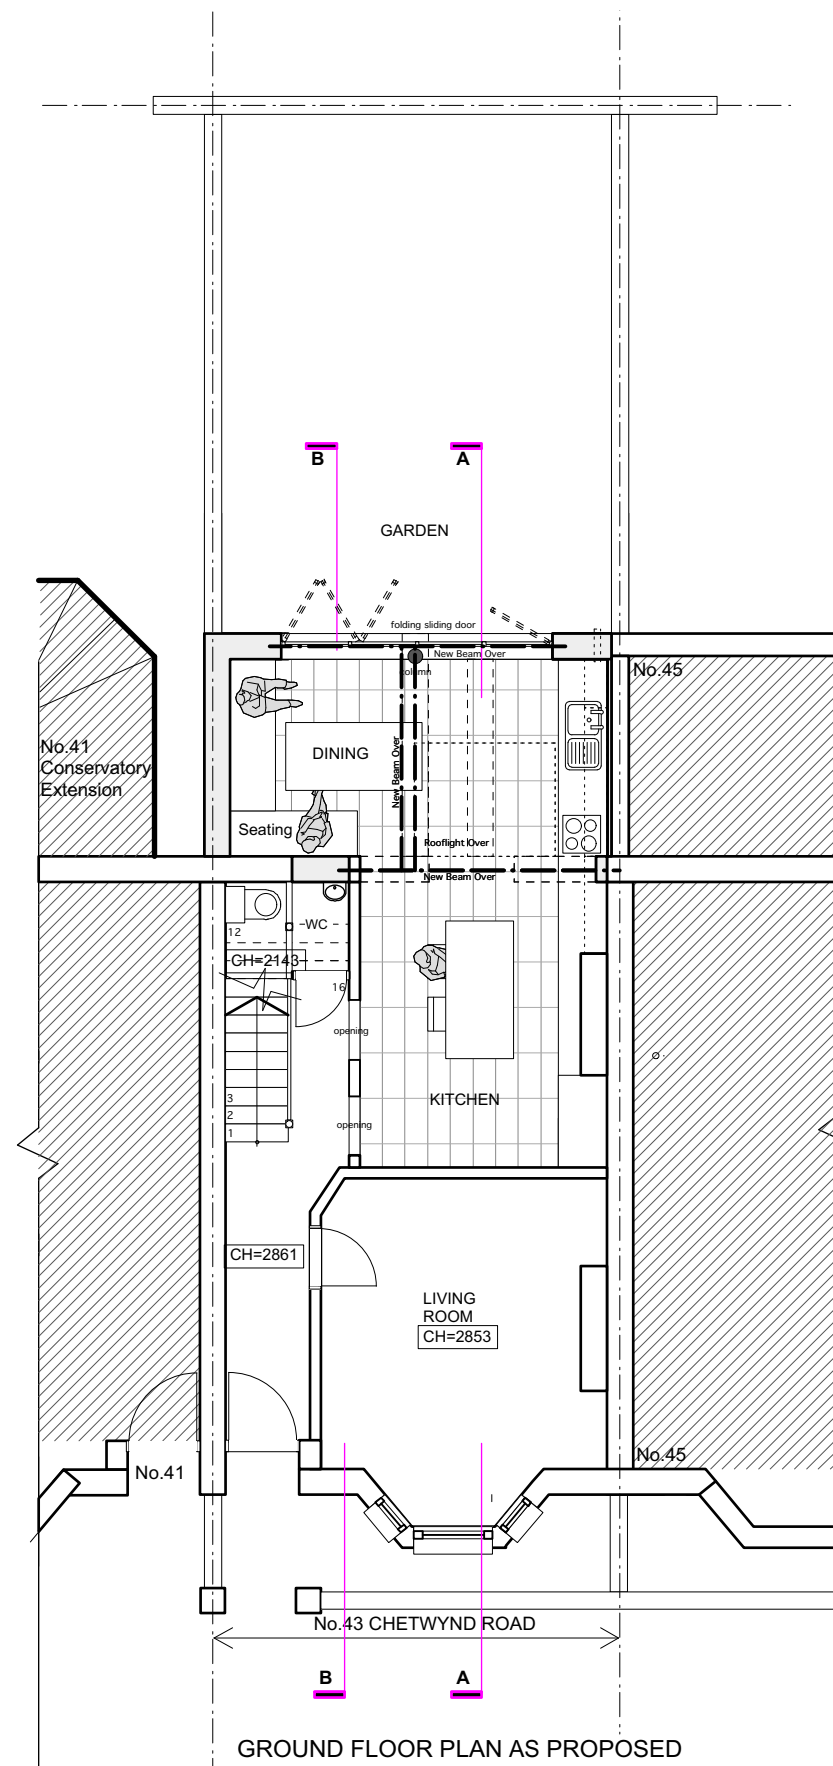 B
A
GARDEN
folding sliding door
New Beam Over
column
No.45
No.41
Conservatory
Extension
DINING
New Beam Over
Seating
Rooflight Over
New Beam Over
WC
12
CH=2143
16
opening
3
2
1
KITCHEN
opening
CH=2861
LIVING
ROOM
CH=2853
No.41
No.45
No.43 CHETWYND ROAD
B
A
GROUND FLOOR PLAN AS PROPOSED